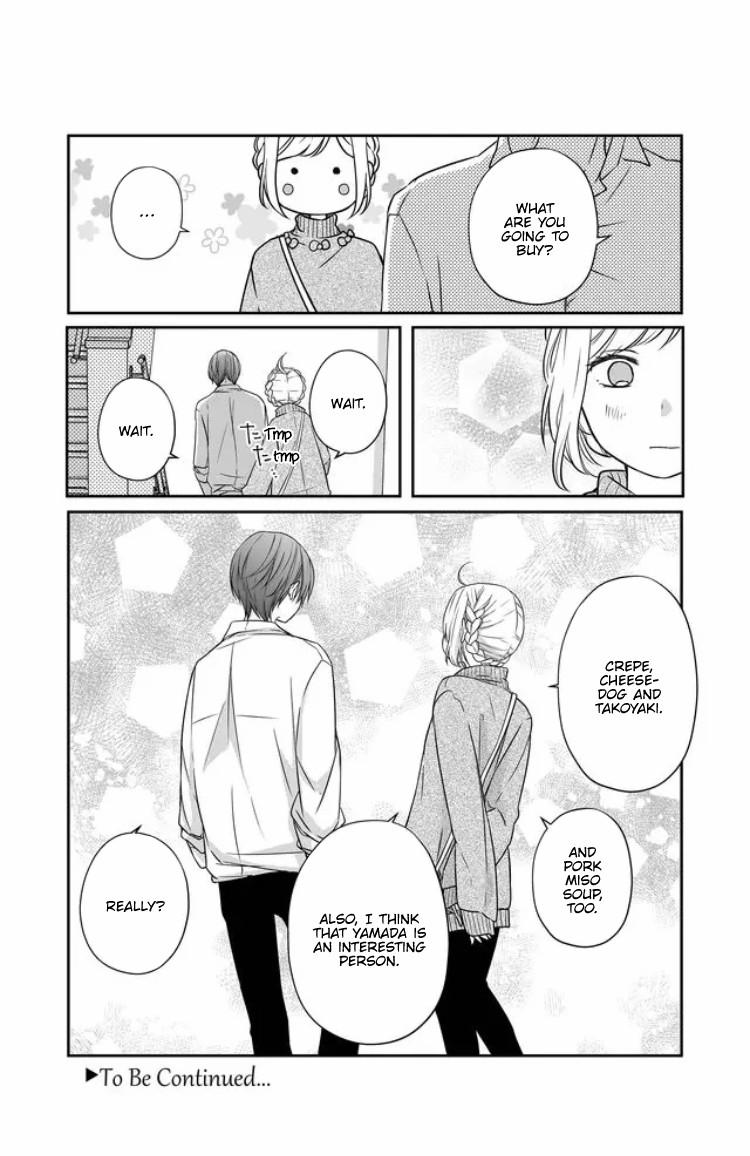 WHAT
ARE YOU
GOING TO
BUY?
...
WAIT.
Tmp
tmp
WAIT.
CREPE,
CHEESE-
DOG AND
TAKOYAKI.
AND
PORK
MISO
SOUP,
TOO.
ALSO, I THINK
THAT YAMADA IS
AN INTERESTING
PERSON.
REALLY?
▶To Be Continued...